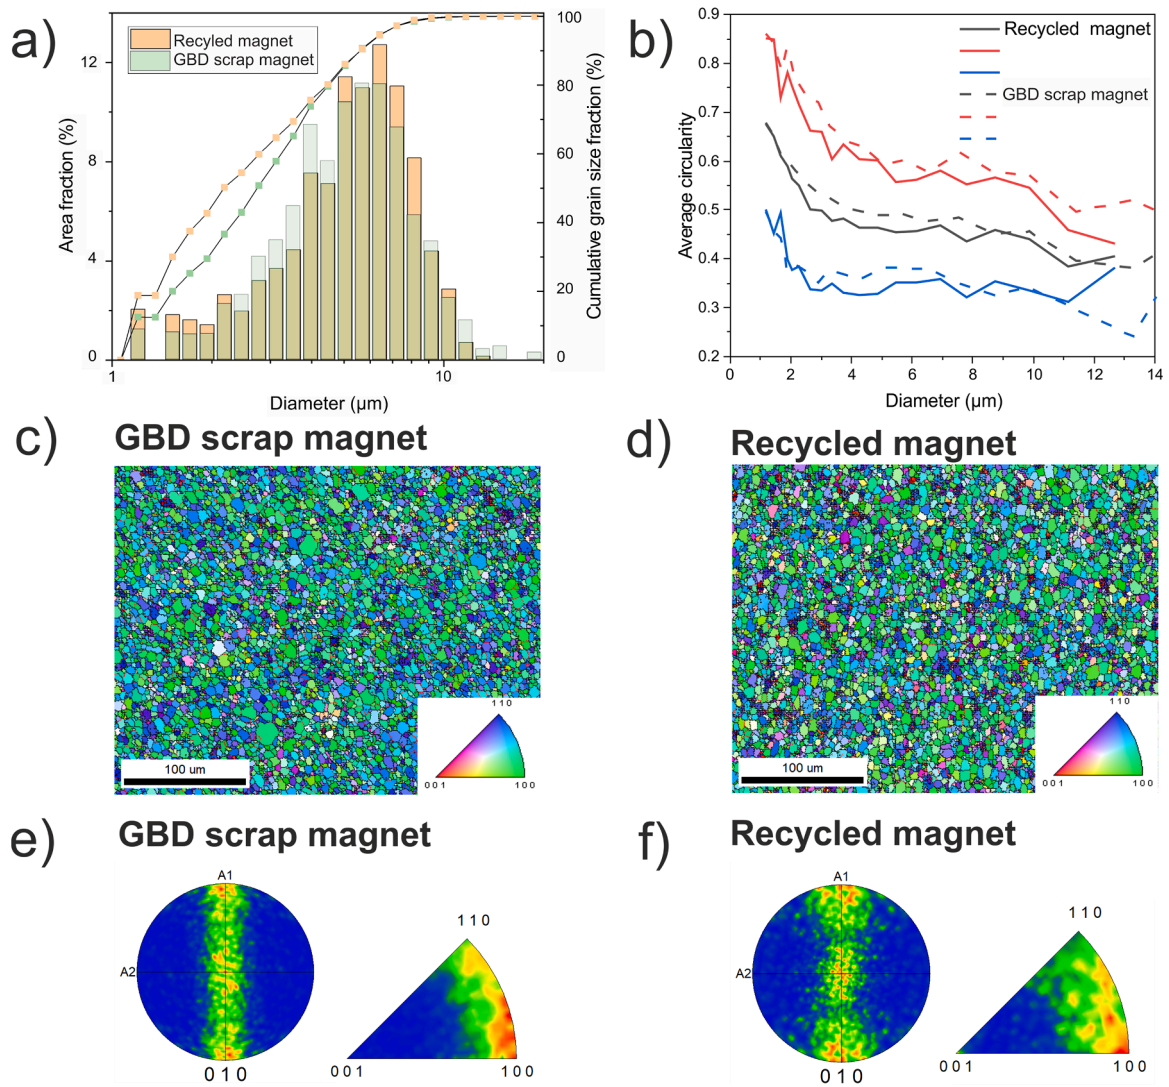 a)
Recyled magnet
GBD scrap magnet
Area fraction (%)
12
8
4
0
1
10
Diameter (μm)
100
80
60
40
20
0
Cumulative grain size fraction (%)
b)
Recycled magnet
GBD scrap magnet
Average circularity
0.9
0.8
0.7
0.6
0.5
0.4
0.3
0.2
0
2
4
6
8
10
12
14
Diameter (μm)
c)
GBD scrap magnet
100 um
1 1 0
0 0 1
1 0 0
d)
Recycled magnet
100 um
1 1 0
0 0 1
1 0 0
e)
GBD scrap magnet
A1
A2
0 1 0
1 1 0
0 0 1
1 0 0
f)
Recycled magnet
A1
A2
0 1 0
1 1 0
0 0 1
1 0 0